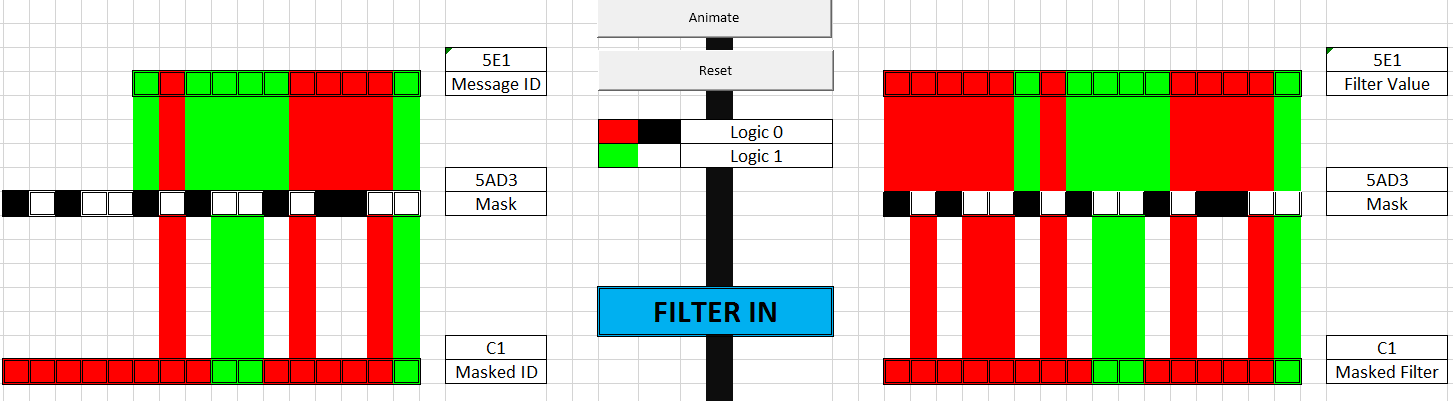 Animate
5E1
Message ID
Reset
5E1
Filter Value
Logic 0
Logic 1
5AD3
Mask
5AD3
Mask
FILTER IN
C1
Masked ID
C1
Masked Filter